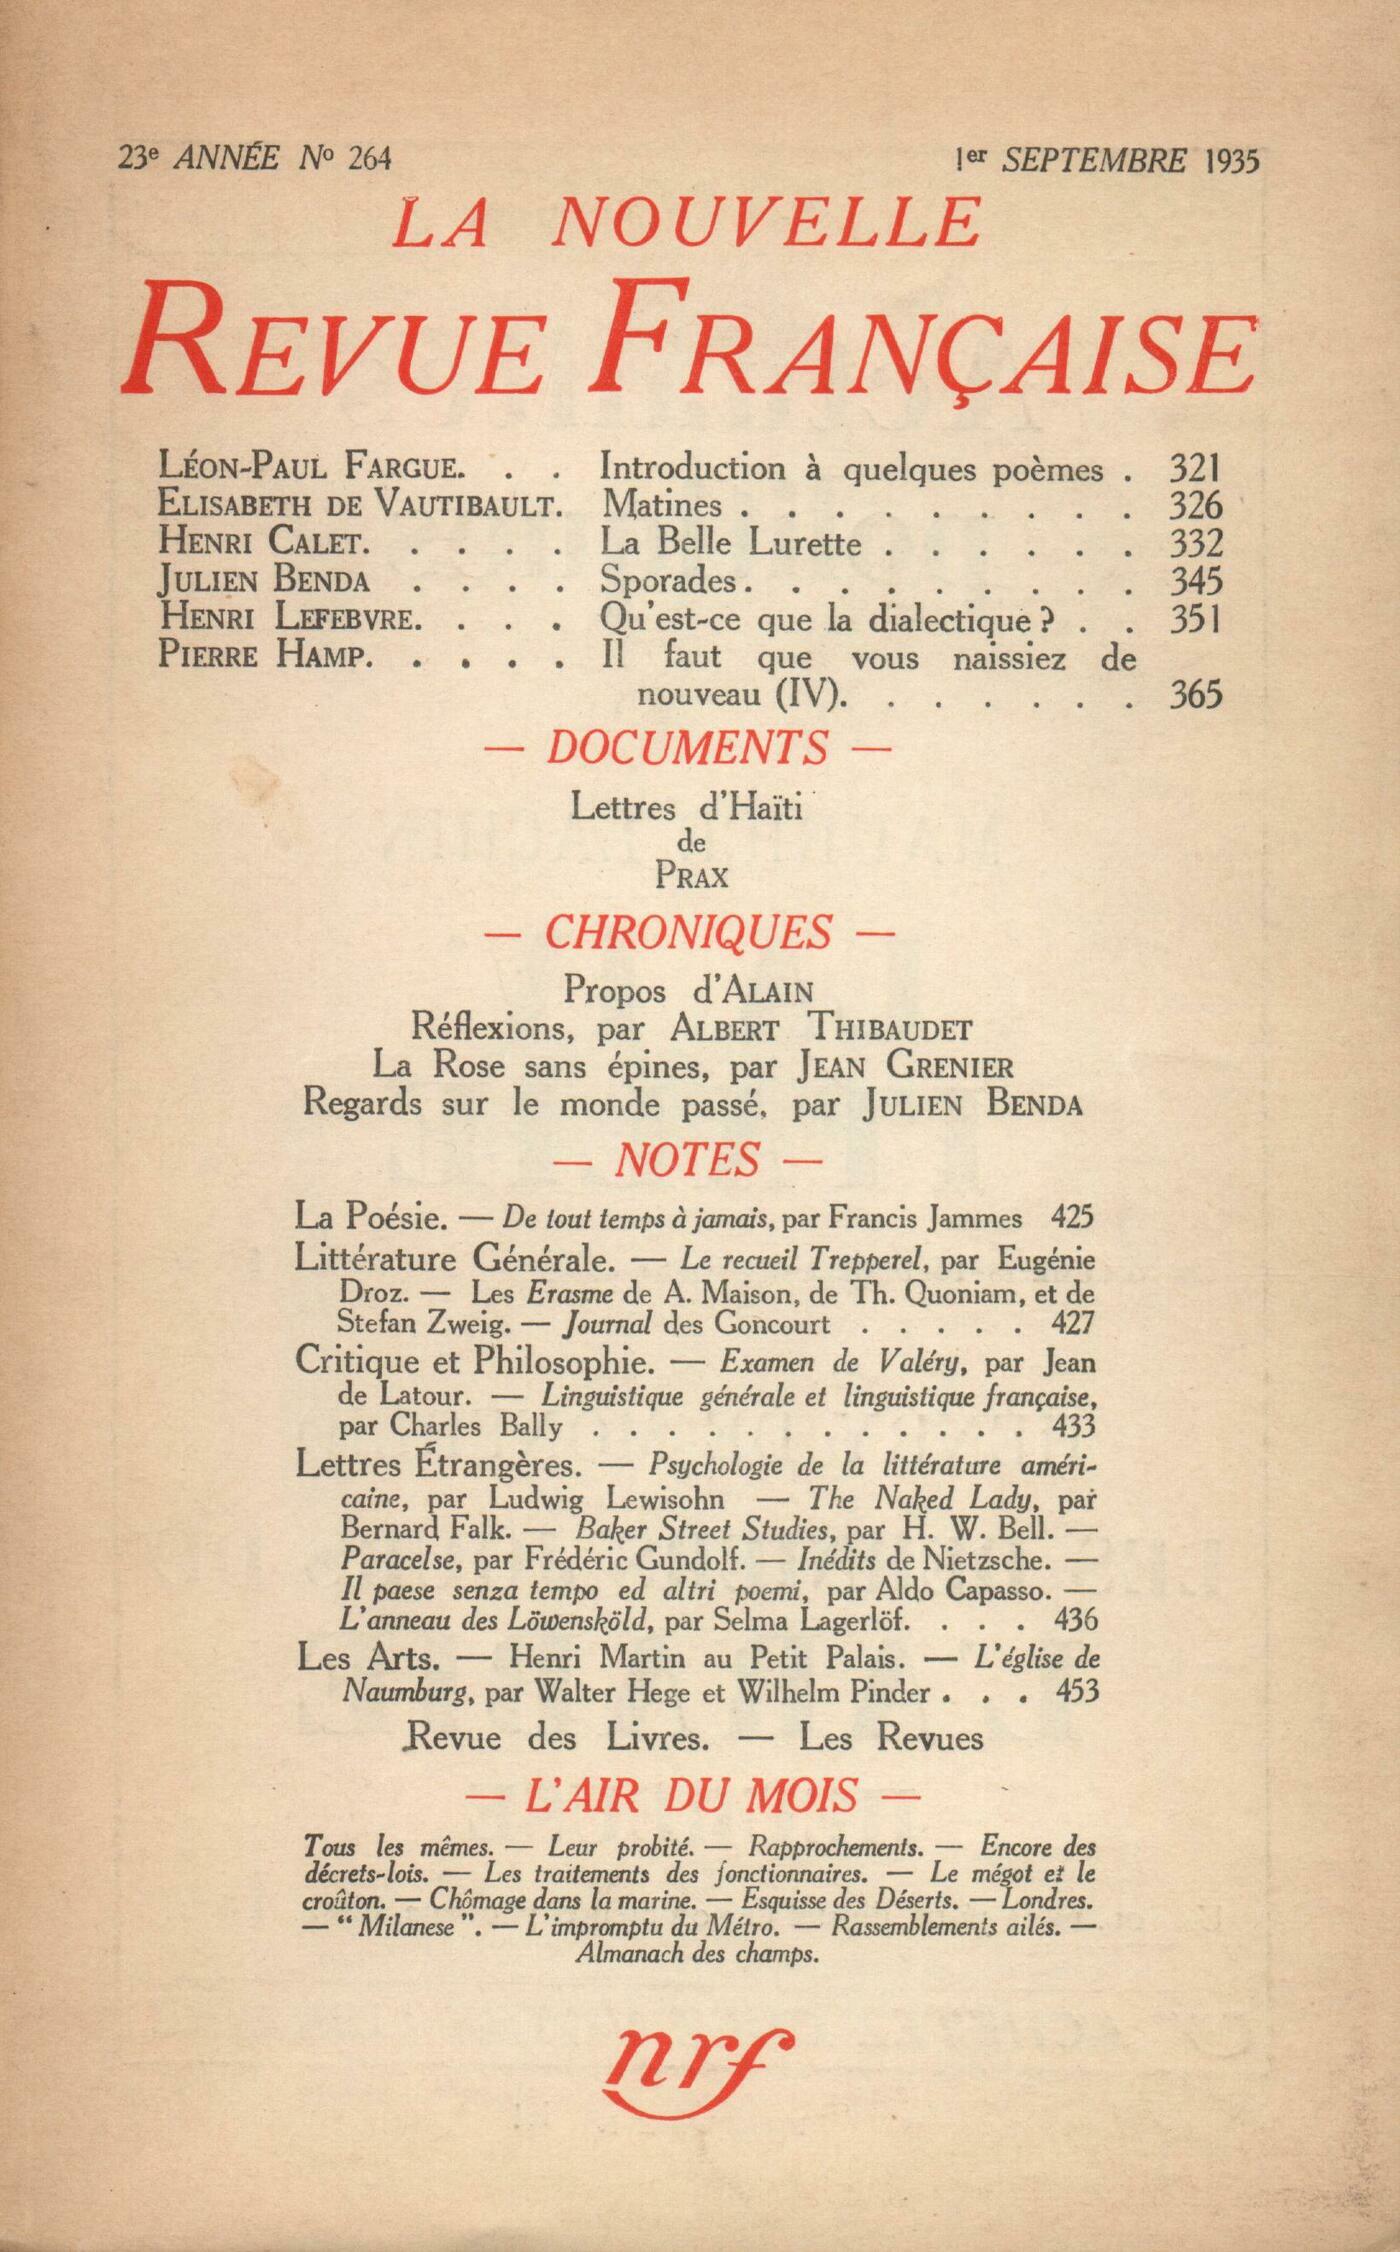 23e ANNÉE No 264 1er SEPTEMBRE 1935
LA NOUVELLE
REVUE FRANÇAISE
LÉON-PAUL FARGUE. . . Introduction à quelques poèmes . 321
ELISABETH DE VAUTIBAULT. Matines . . . . . . . . . 326
HENRI CALET. . . . . La Belle Lurette . . . . . . 332
JULIEN BENDA . . . . Sporades. . . . . . . . . 345
HENRI LEFEBVRE. . . . Qu'est-ce que la dialectique ? . . 351
PIERRE HAMP. . . . . Il faut que vous naissiez de
nouveau (IV). . . . . . . 365
— DOCUMENTS —
Lettres d'Haïti
de
PRAX
— CHRONIQUES —
Propos d'ALAIN
Réflexions, par ALBERT THIBAUDET
La Rose sans épines, par JEAN GRENIER
Regards sur le monde passé, par JULIEN BENDA
— NOTES —
La Poésie. — De tout temps à jamais, par Francis Jammes 425
Littérature Générale. — Le recueil Trepperel, par Eugénie
Droz. — Les Erasme de A. Maison, de Th. Quoniam, et de
Stefan Zweig. — Journal des Goncourt . . . . . 427
Critique et Philosophie. — Examen de Valéry, par Jean
de Latour. — Linguistique générale et linguistique française,
par Charles Bally . . . . . . . . . . . . 433
Lettres Étrangères. — Psychologie de la littérature améri-
caine, par Ludwig Lewisohn — The Naked Lady, par
Bernard Falk. — Baker Street Studies, par H. W. Bell. —
Paracelse, par Frédéric Gundolf. — Inédits de Nietzsche. —
Il paese senza tempo ed altri poemi, par Aldo Capasso. —
L'anneau des Löwensköld, par Selma Lagerlöf. . . . 436
Les Arts. — Henri Martin au Petit Palais. — L'église de
Naumburg, par Walter Hege et Wilhelm Pinder . . . 453
Revue des Livres. — Les Revues
— L'AIR DU MOIS —
Tous les mêmes. — Leur probité. — Rapprochements. — Encore des
décrets-lois. — Les traitements des fonctionnaires. — Le mégot et le
croûton. — Chômage dans la marine. — Esquisse des Déserts. — Londres.
— “ Milanese ”. — L'impromptu du Métro. — Rassemblements ailés. —
Almanach des champs.
nrf